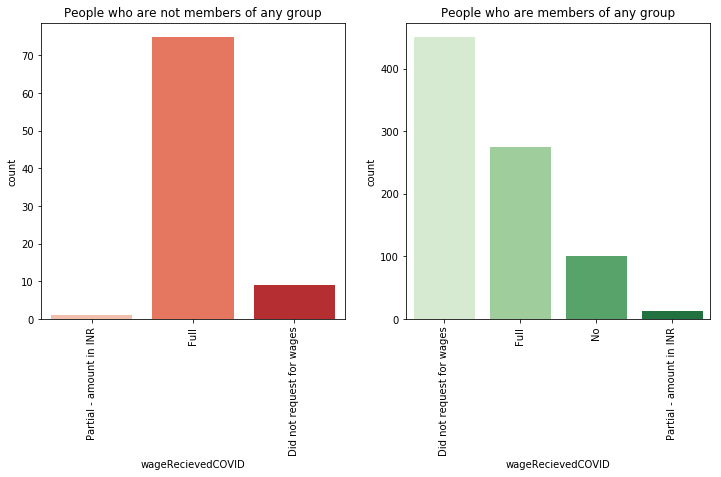 People who are not members of any group
count
70
60
50
40
30
20
10
0
Partial - amount in INR
Full
Did not request for wages
wageRecievedCOVID
People who are members of any group
count
400
300
200
100
0
Did not request for wages
Full
No
Partial - amount in INR
wageRecievedCOVID